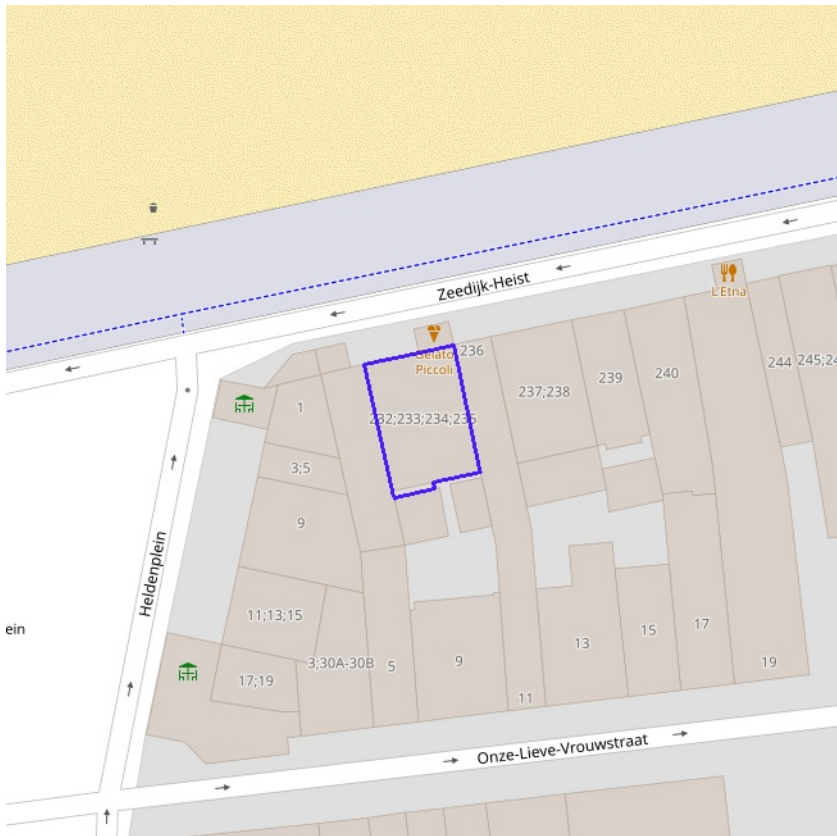 Zeedijk-Heist
L'Etna
236
Gelato
Piccoli
244
245;24
240
239
237;238
232;233;234;235
1
3;5
9
Heldenplein
11;13;15
ein
3;30A-30B
17;19
5
9
13
15
17
19
11
Onze-Lieve-Vrouwstraat